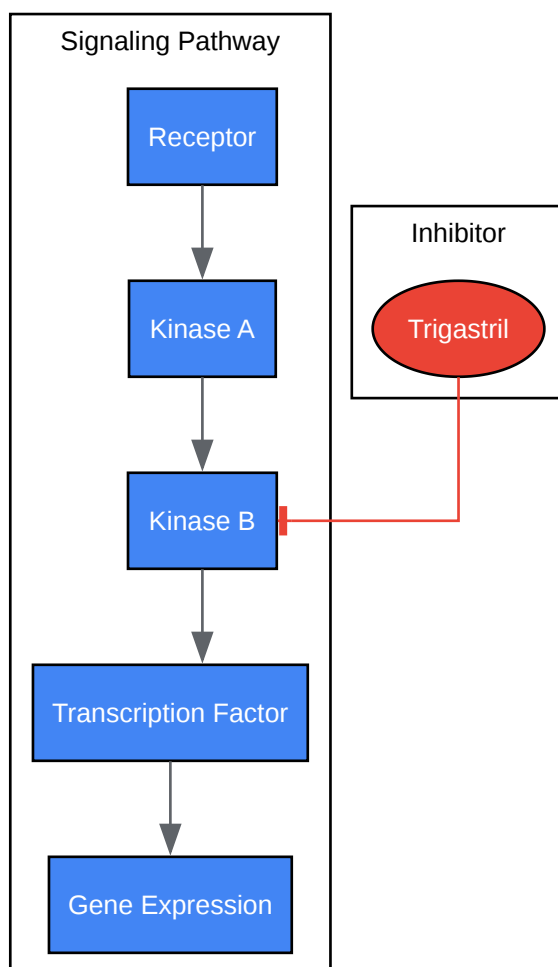 Signaling Pathway
Receptor
Inhibitor
Kinase A
Trigastril
Kinase B
Transcription Factor
Gene Expression